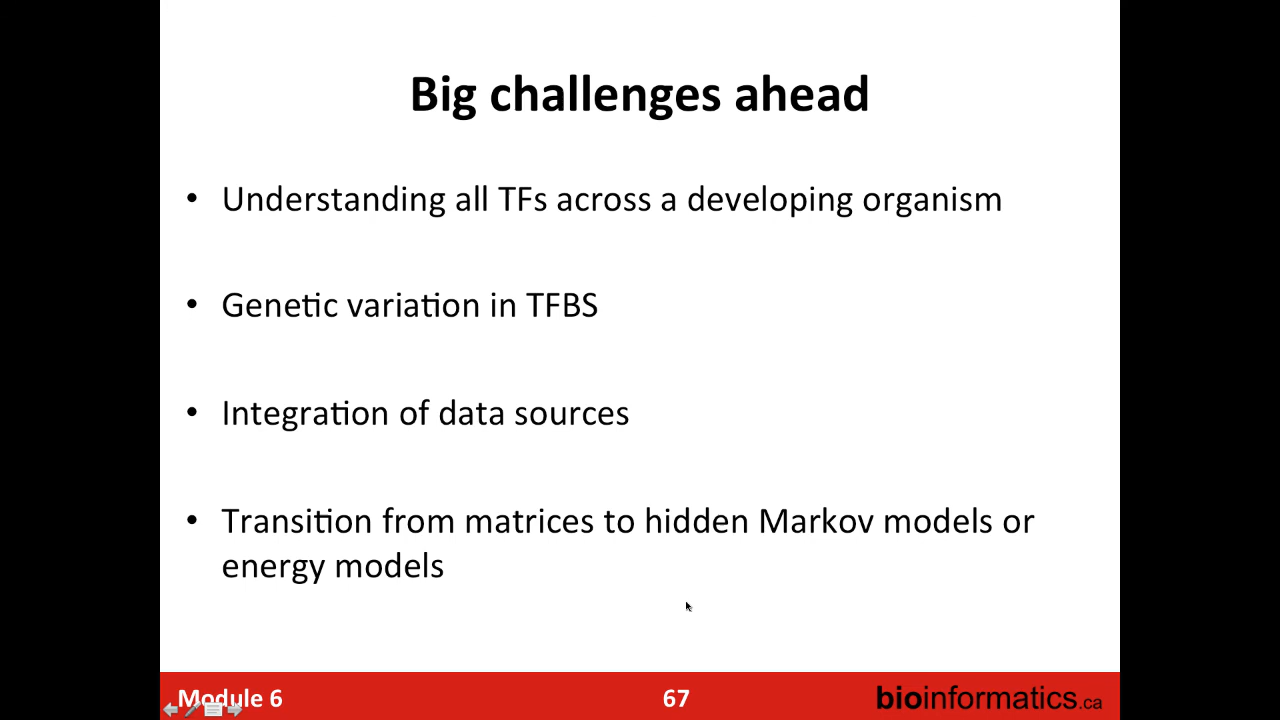 Big challenges ahead
• Understanding all TFs across a developing organism
• Genetic variation in TFBS
• Integration of data sources
• Transition from matrices to hidden Markov models or
energy models
Module 6
67
bioinformatics.ca